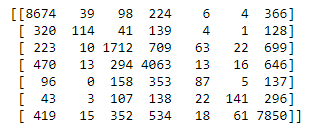 [[8674 39 98 224 6 4 366]
[ 320 114 41 139 4 1 128]
[ 223 10 1712 709 63 22 699]
[ 470 13 294 4063 13 16 646]
[ 96 0 158 353 87 5 137]
[ 43 3 107 138 22 141 296]
[ 419 15 352 534 18 61 7850]]